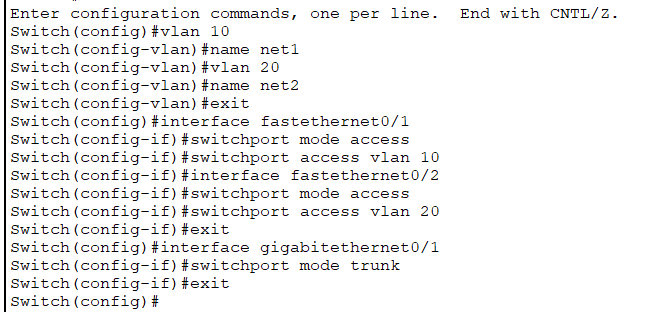 Enter configuration commands, one per line.  End with CNTL/Z.
Switch(config)#vlan 10
Switch(config-vlan)#name net1
Switch(config-vlan)#vlan 20
Switch(config-vlan)#name net2
Switch(config-vlan)#exit
Switch(config)#interface fastethernet0/1
Switch(config-if)#switchport mode access
Switch(config-if)#switchport access vlan 10
Switch(config-if)#interface fastethernet0/2
Switch(config-if)#switchport mode access
Switch(config-if)#switchport access vlan 20
Switch(config-if)#exit
Switch(config)#interface gigabitethernet0/1
Switch(config-if)#switchport mode trunk
Switch(config-if)#exit
Switch(config)#